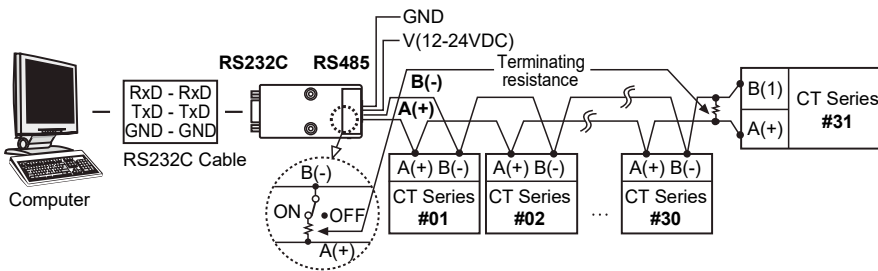 GND
V(12-24VDC)
RS232C RS485
Terminating
resistance
B(-)
A(+)
RxD - RxD
TxD - TxD
GND - GND
RS232C Cable
Computer
B(-)
ON OFF
A(+)
A(+) B(-)
CT Series
#01
A(+) B(-)
CT Series
#02
...
A(+) B(-)
CT Series
#30
B(1)
A(+)
CT Series
#31